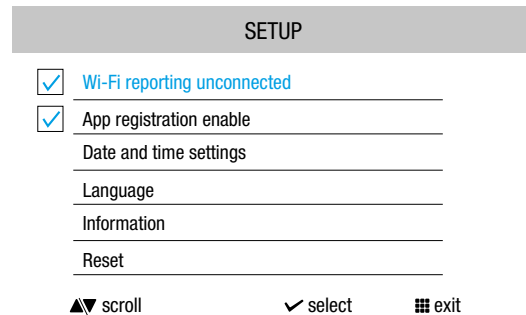 SETUP
Wi-Fi reporting unconnected
App registration enable
Date and time settings
Language
Information
Reset
scroll select exit